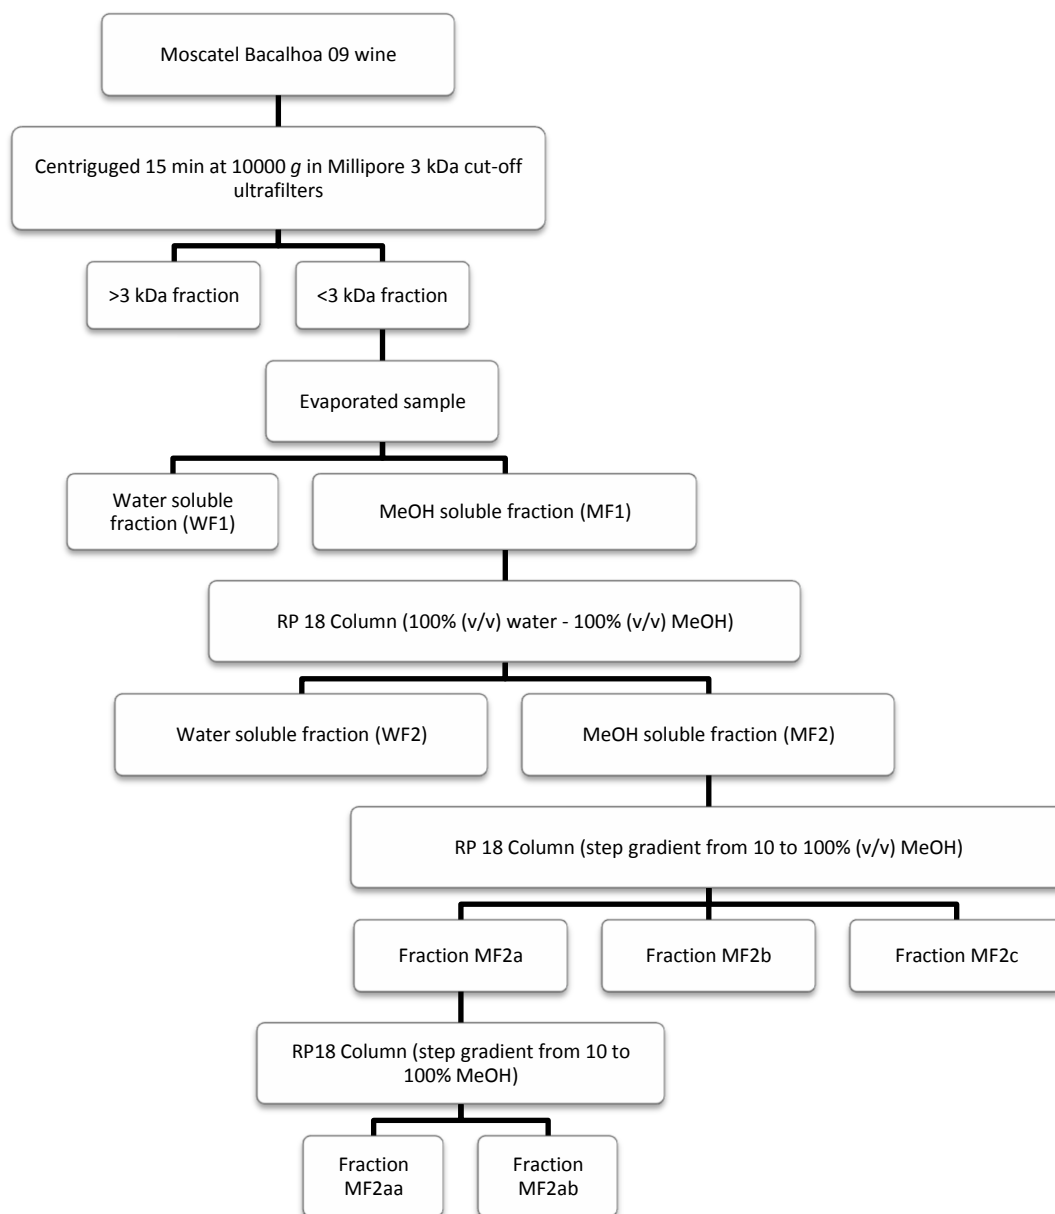 Moscatel Bacalhoa 09 wine
Centriguged 15 min at 10000 g in Millipore 3 kDa cut-off
ultrafilters
>3 kDa fraction
<3 kDa fraction
Evaporated sample
Water soluble
fraction (WF1)
MeOH soluble fraction (MF1)
RP 18 Column (100% (v/v) water - 100% (v/v) MeOH)
Water soluble fraction (WF2)
MeOH soluble fraction (MF2)
RP 18 Column (step gradient from 10 to 100% (v/v) MeOH)
Fraction MF2a
Fraction MF2b
Fraction MF2c
RP18 Column (step gradient from 10 to
100% MeOH)
Fraction
MF2aa
Fraction
MF2ab